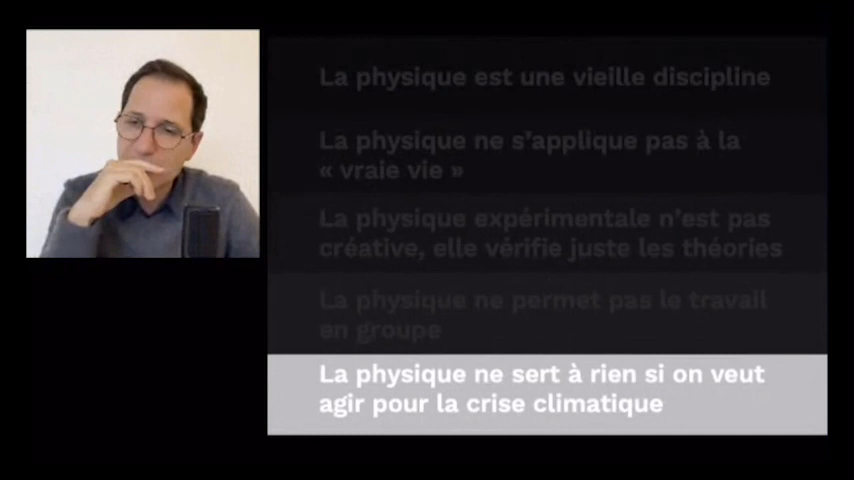 La physique est une vieille discipline
La physique ne s'applique pas à la
« vraie vie »
La physique expérimentale n'est pas
créative, elle vérifie juste les théories
La physique ne permet pas le travail
en groupe
La physique ne sert à rien si on veut
agir pour la crise climatique